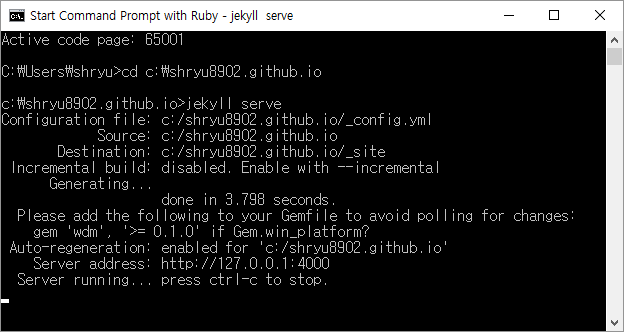 Start Command Prompt with Ruby - jekyll  serve
Active code page: 65001
C:₩Users₩shryu>cd c:₩shryu8902.github.io
c:₩shryu8902.github.io>jekyll serve
Configuration file: c:/shryu8902.github.io/_config.yml
Source: c:/shryu8902.github.io
Destination: c:/shryu8902.github.io/_site
Incremental build: disabled. Enable with --incremental
Generating...
done in 3.798 seconds.
Please add the following to your Gemfile to avoid polling for changes:
gem 'wdm', '>= 0.1.0' if Gem.win_platform?
Auto-regeneration: enabled for 'c:/shryu8902.github.io'
Server address: http://127.0.0.1:4000
Server running... press ctrl-c to stop.